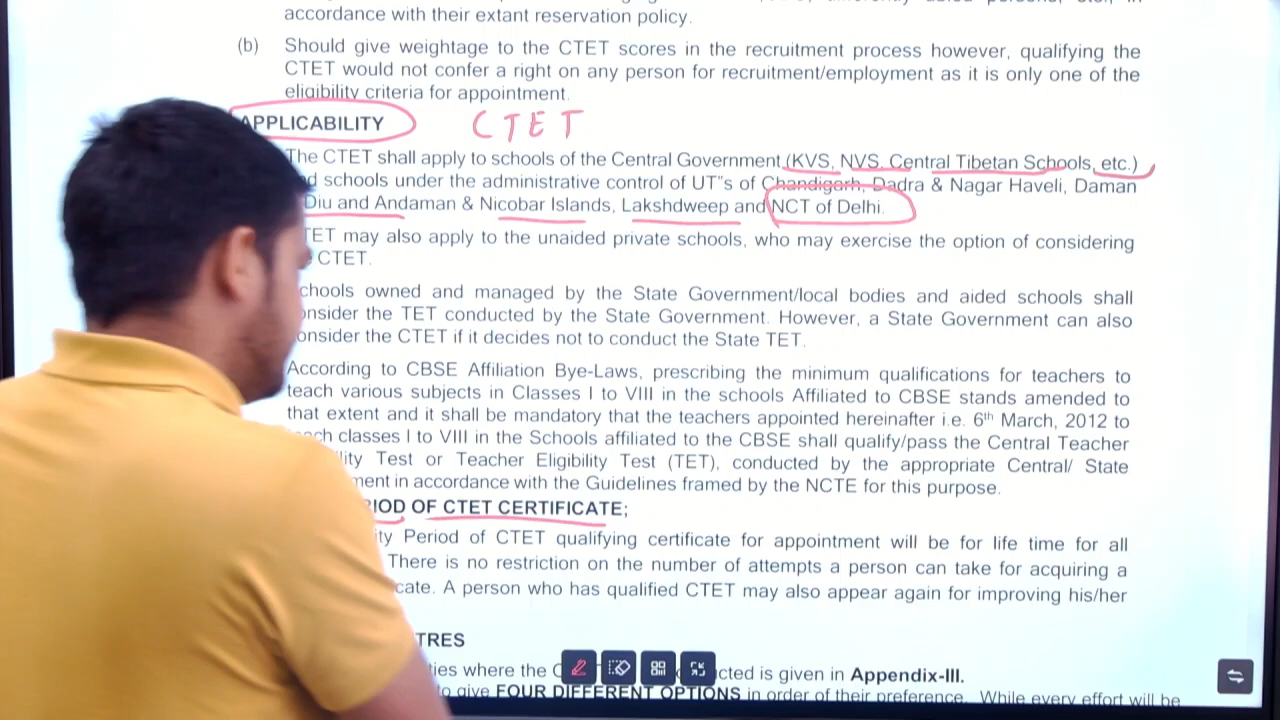 accordance with their extant reservation policy.
(b) Should give weightage to the CTET scores in the recruitment process however, qualifying the
CTET would not confer a right on any person for recruitment/employment as it is only one of the
eligibility criteria for appointment.
APPLICABILITY CTET
The CTET shall apply to schools of the Central Government (KVS, NVS, Central Tibetan Schools, etc.)
schools under the administrative control of UT"s of Chandigarh, Dadra & Nagar Haveli, Daman
Diu and Andaman & Nicobar Islands, Lakshdweep and NCT of Delhi.
TET may also apply to the unaided private schools, who may exercise the option of considering
CTET.
chools owned and managed by the State Government/local bodies and aided schools shall
onsider the TET conducted by the State Government. However, a State Government can also
onsider the CTET if it decides not to conduct the State TET.
According to CBSE Affiliation Bye-Laws, prescribing the minimum qualifications for teachers to
teach various subjects in Classes I to VIII in the schools Affiliated to CBSE stands amended to
that extent and it shall be mandatory that the teachers appointed hereinafter i.e. 6th March, 2012 to
ch classes I to VIII in the Schools affiliated to the CBSE shall qualify/pass the Central Teacher
lity Test or Teacher Eligibility Test (TET), conducted by the appropriate Central/ State
ment in accordance with the Guidelines framed by the NCTE for this purpose.
IOD OF CTET CERTIFICATE;
ity Period of CTET qualifying certificate for appointment will be for life time for all
There is no restriction on the number of attempts a person can take for acquiring a
cate. A person who has qualified CTET may also appear again for improving his/her
TRES
ties where the C cted is given in Appendix-III.
to give FOUR DIFFERENT OPTIONS in order of their preference. While every effort will be